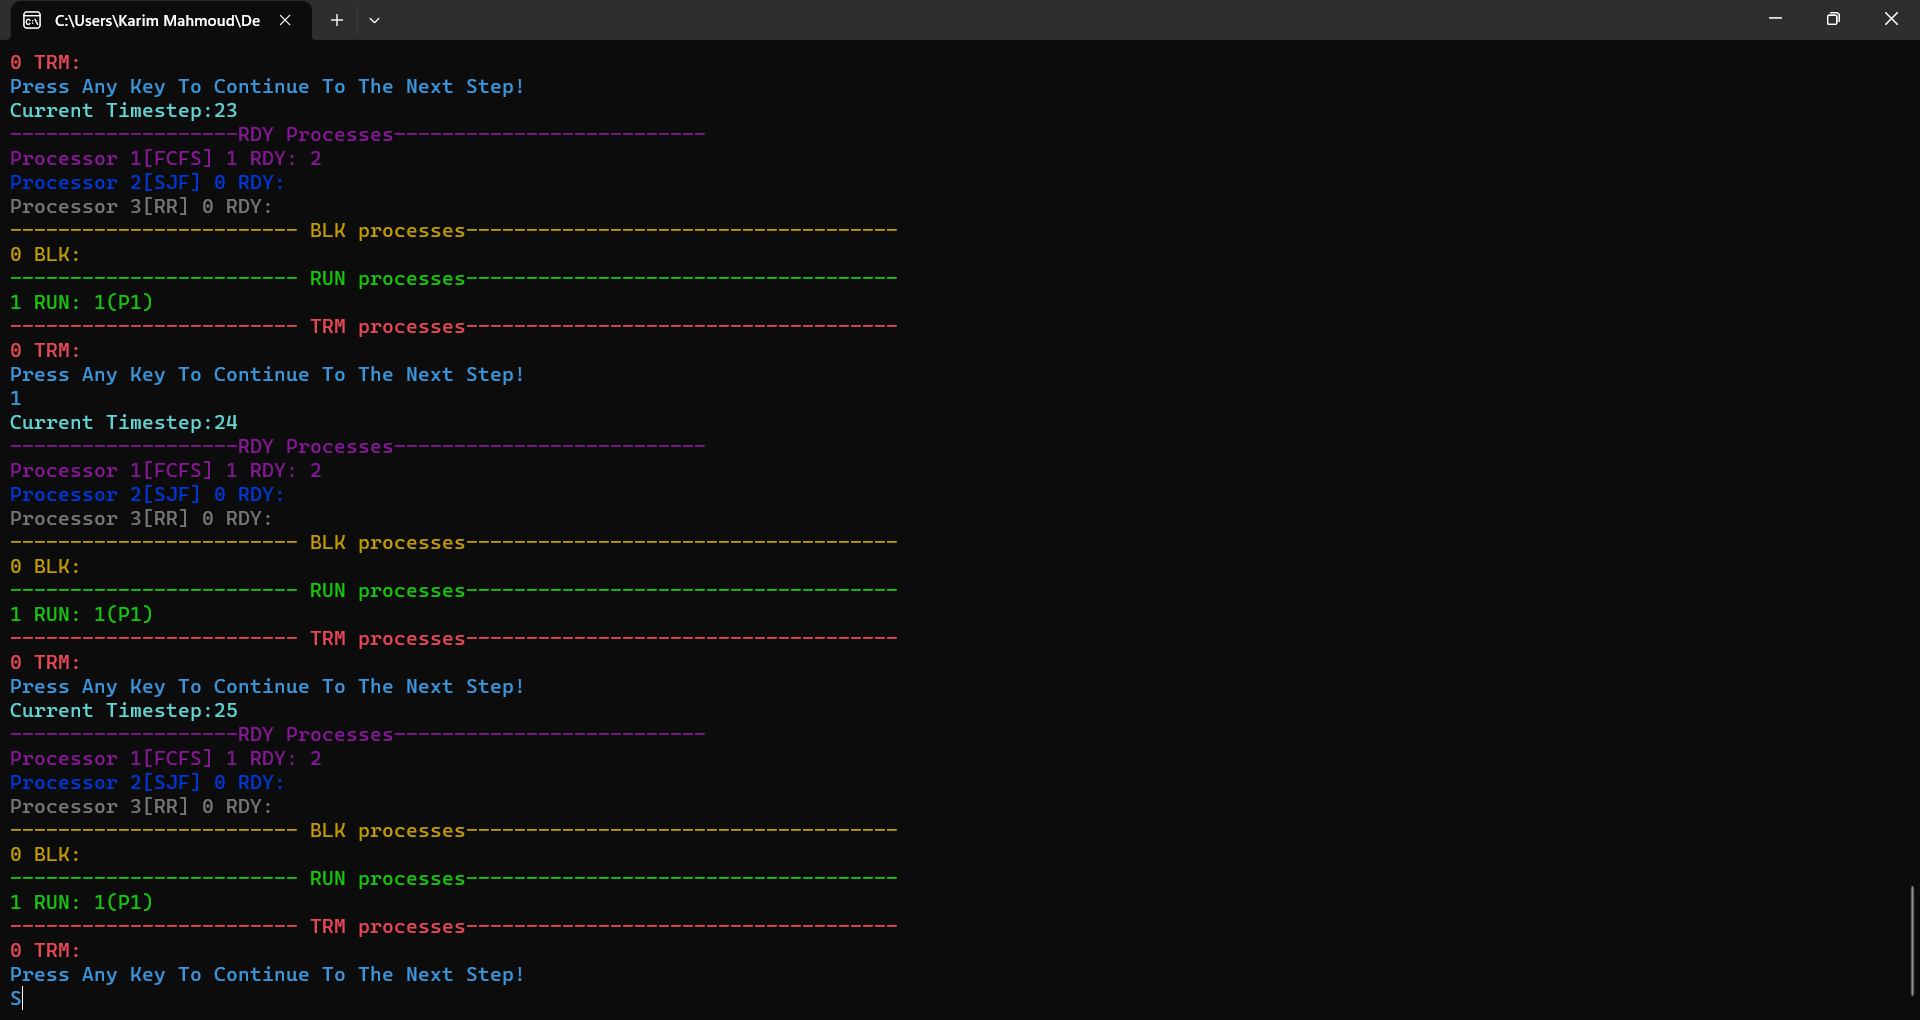 C:\Users\Karim Mahmoud\De
0 TRM:
Press Any Key To Continue To The Next Step!
Current Timestep:23
-------------------RDY Processes--------------------------
Processor 1[FCFS] 1 RDY: 2
Processor 2[SJF] 0 RDY:
Processor 3[RR] 0 RDY:
------------------------ BLK processes------------------------------------
0 BLK:
------------------------ RUN processes------------------------------------
1 RUN: 1(P1)
------------------------ TRM processes------------------------------------
0 TRM:
Press Any Key To Continue To The Next Step!
1
Current Timestep:24
-------------------RDY Processes--------------------------
Processor 1[FCFS] 1 RDY: 2
Processor 2[SJF] 0 RDY:
Processor 3[RR] 0 RDY:
------------------------ BLK processes------------------------------------
0 BLK:
------------------------ RUN processes------------------------------------
1 RUN: 1(P1)
------------------------ TRM processes------------------------------------
0 TRM:
Press Any Key To Continue To The Next Step!
Current Timestep:25
-------------------RDY Processes--------------------------
Processor 1[FCFS] 1 RDY: 2
Processor 2[SJF] 0 RDY:
Processor 3[RR] 0 RDY:
------------------------ BLK processes------------------------------------
0 BLK:
------------------------ RUN processes------------------------------------
1 RUN: 1(P1)
------------------------ TRM processes------------------------------------
0 TRM:
Press Any Key To Continue To The Next Step!
S